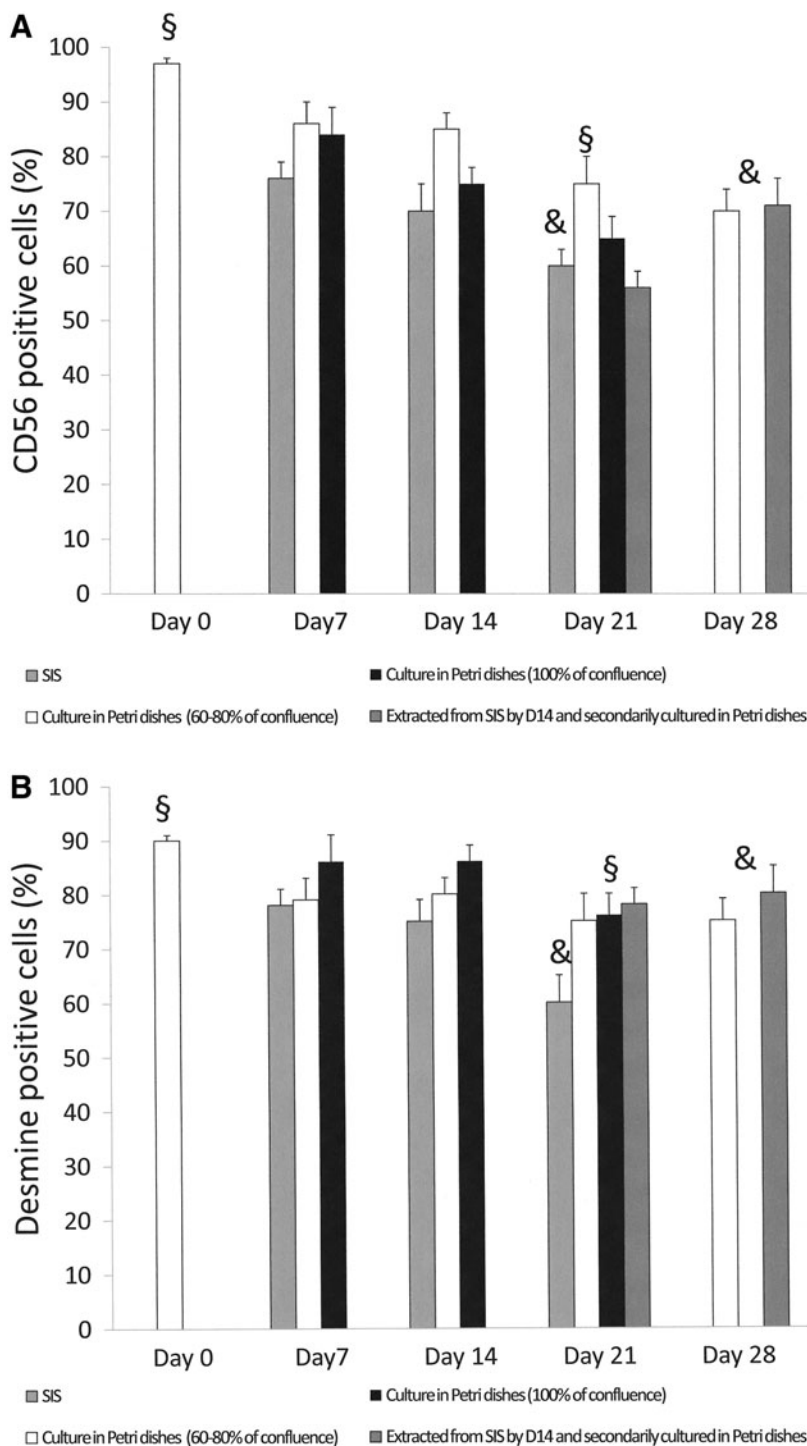 A
§
100
90
§
80
&
70
&
60
50
40
30
20
10
0
CD56 positive cells (%)
Day 0 Day7 Day 14 Day 21 Day 28
SIS Culture in Petri dishes (100% of confluence)
Culture in Petri dishes (60-80% of confluence) Extracted from SIS by D14 and secondarily cultured in Petri dishes
B
100
§
90
§ &
80
70
&
60
50
40
30
20
10
0
Desmine positive cells (%)
Day 0 Day7 Day 14 Day 21 Day 28
SIS Culture in Petri dishes (100% of confluence)
Culture in Petri dishes (60-80% of confluence) Extracted from SIS by D14 and secondarily cultured in Petri dishes